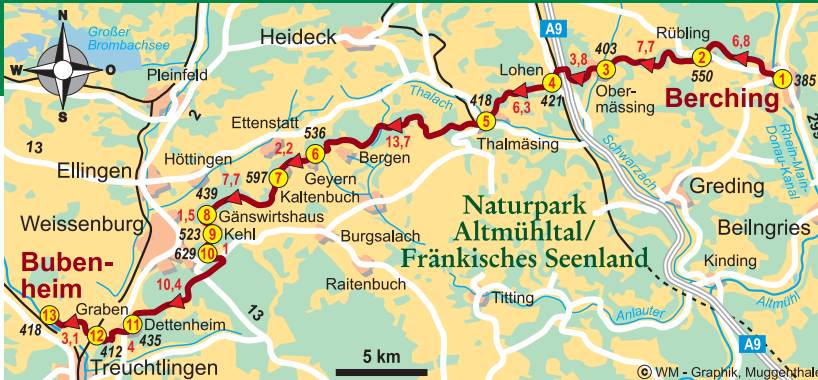 Großer
Brombachsee
N
W
O
S
Pleinfeld
2
13
Ellingen
Weissenburg
Heideck
Ettenstatt
Höttingen
Thalach
A9
Lohen
Rübling
403
3
Ober-
mässing
3,8
7,7
2
550
6,8
1
385
Berching
4
421
6,3
418
5
Thalmässing
13,7
Bergen
536
6
Geyern
2,2
597
7
Kaltenbuch
7,7
439
8
Gänswirtshaus
1,5
523
9
Kehl
629
10
1
10,4
Burgsalach
Raitenbuch
13
Naturpark
Altmühltal/
Fränkisches Seenland
Schwarzach
Rhein-Main-
Donau-Kanal
299
Greding
Beilngries
Kinding
Altmühl
Titting
Anlauter
A9
Buben-
heim
13
418
Graben
3,1
12
412
4
11
435
Dettenheim
Treuchtlingen
5 km
© WM - Graphik, Muggenthale